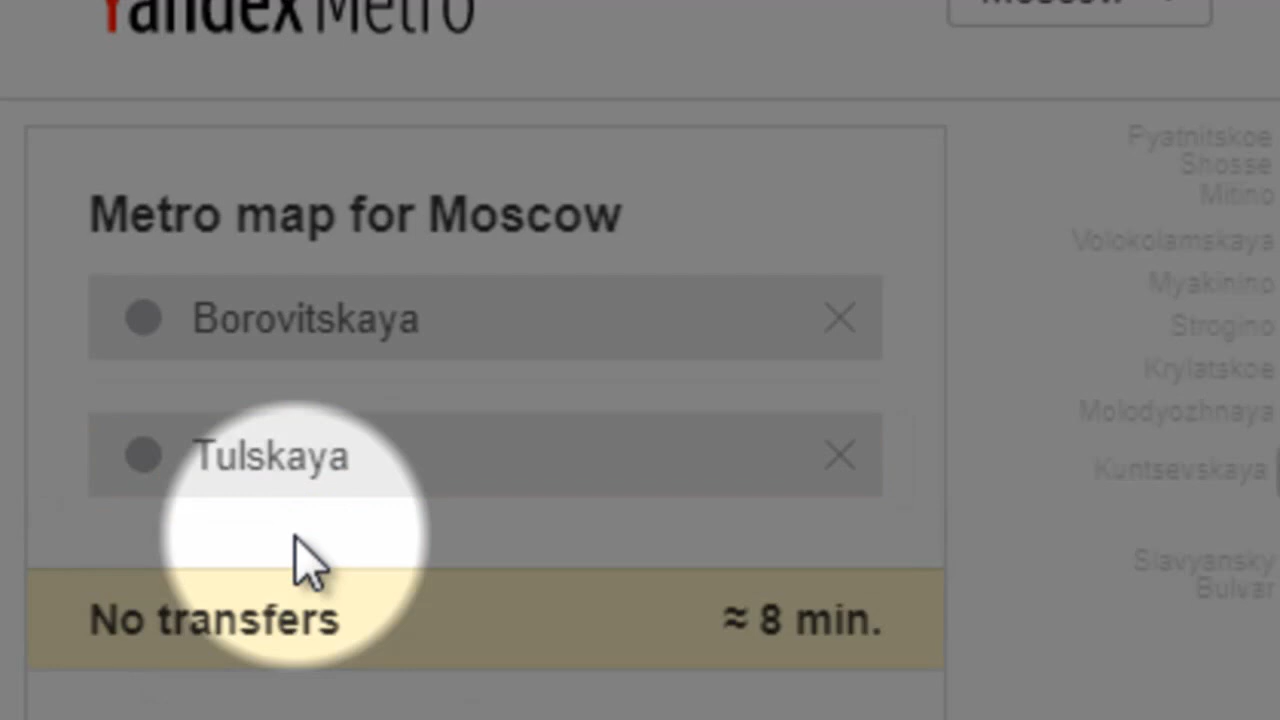 Yandex Metro
Moscow
Metro map for Moscow
Borovitskaya
Tulskaya
No transfers
≈ 8 min.
Pyatnitskoe
Shosse
Mitino
Volokolamskaya
Myakinino
Strogino
Krylatskoe
Molodyozhnaya
Kuntsevskaya
Slavyansky
Bulvar